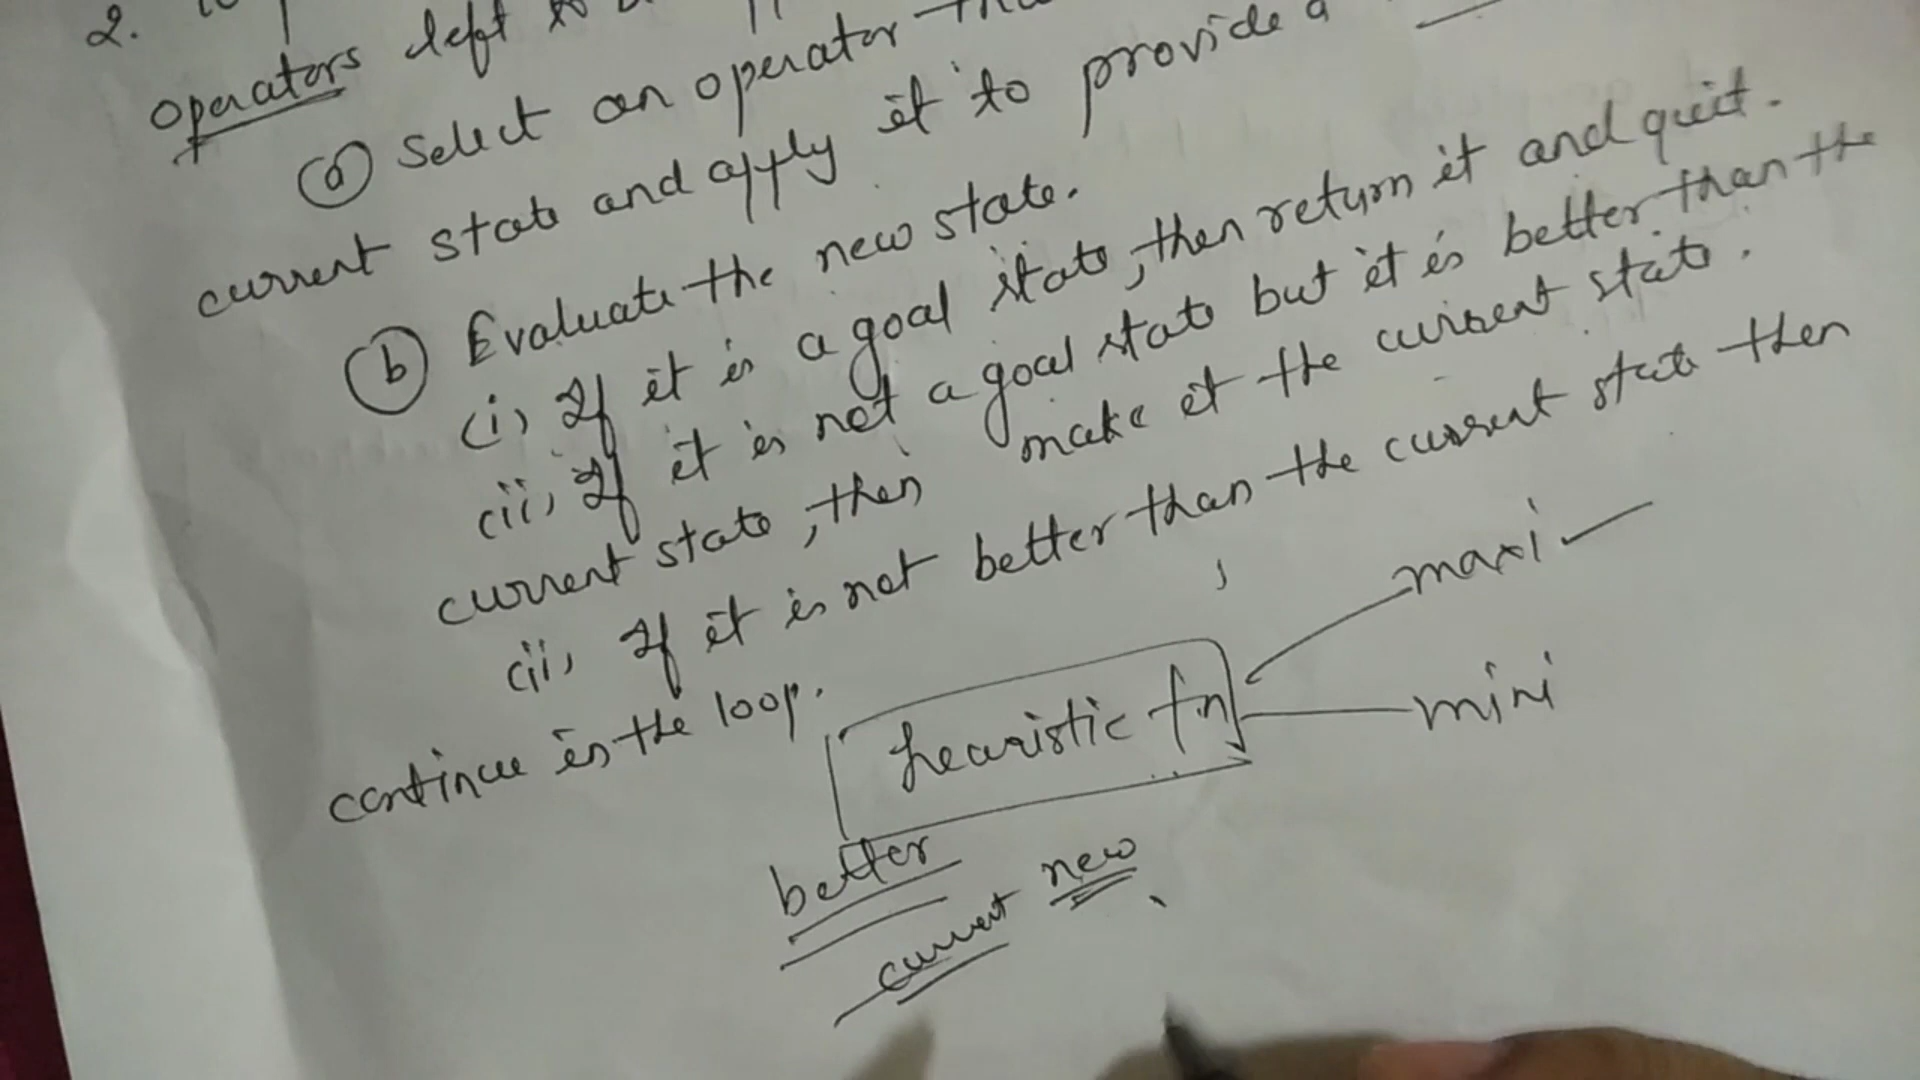 2.
operators left to
(a) Select an operator
current state and apply it to provide a
(b) Evaluate the new state.
(i) If it is a goal state, then return it and quit.
(ii) If it is not a goal state but it is better than the
current state, then make it the current state.
(iii) If it is not better than the current state then
continue in the loop.
maxi
heuristic fn
mini
better
current new